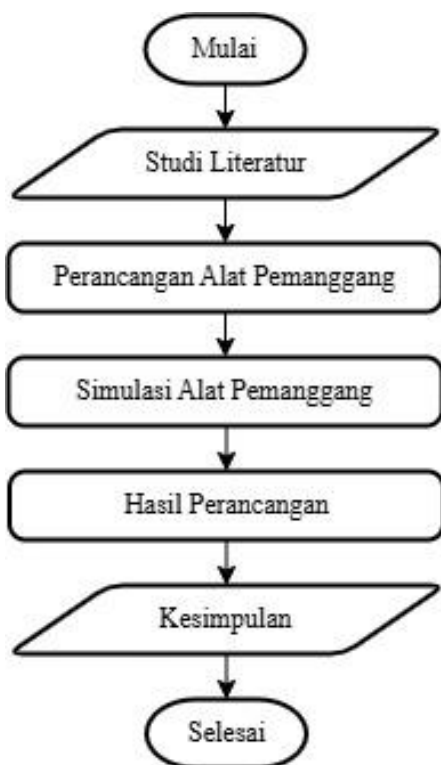 Mulai
Studi Literatur
Perancangan Alat Pemanggang
Simulasi Alat Pemanggang
Hasil Perancangan
Kesimpulan
Selesai